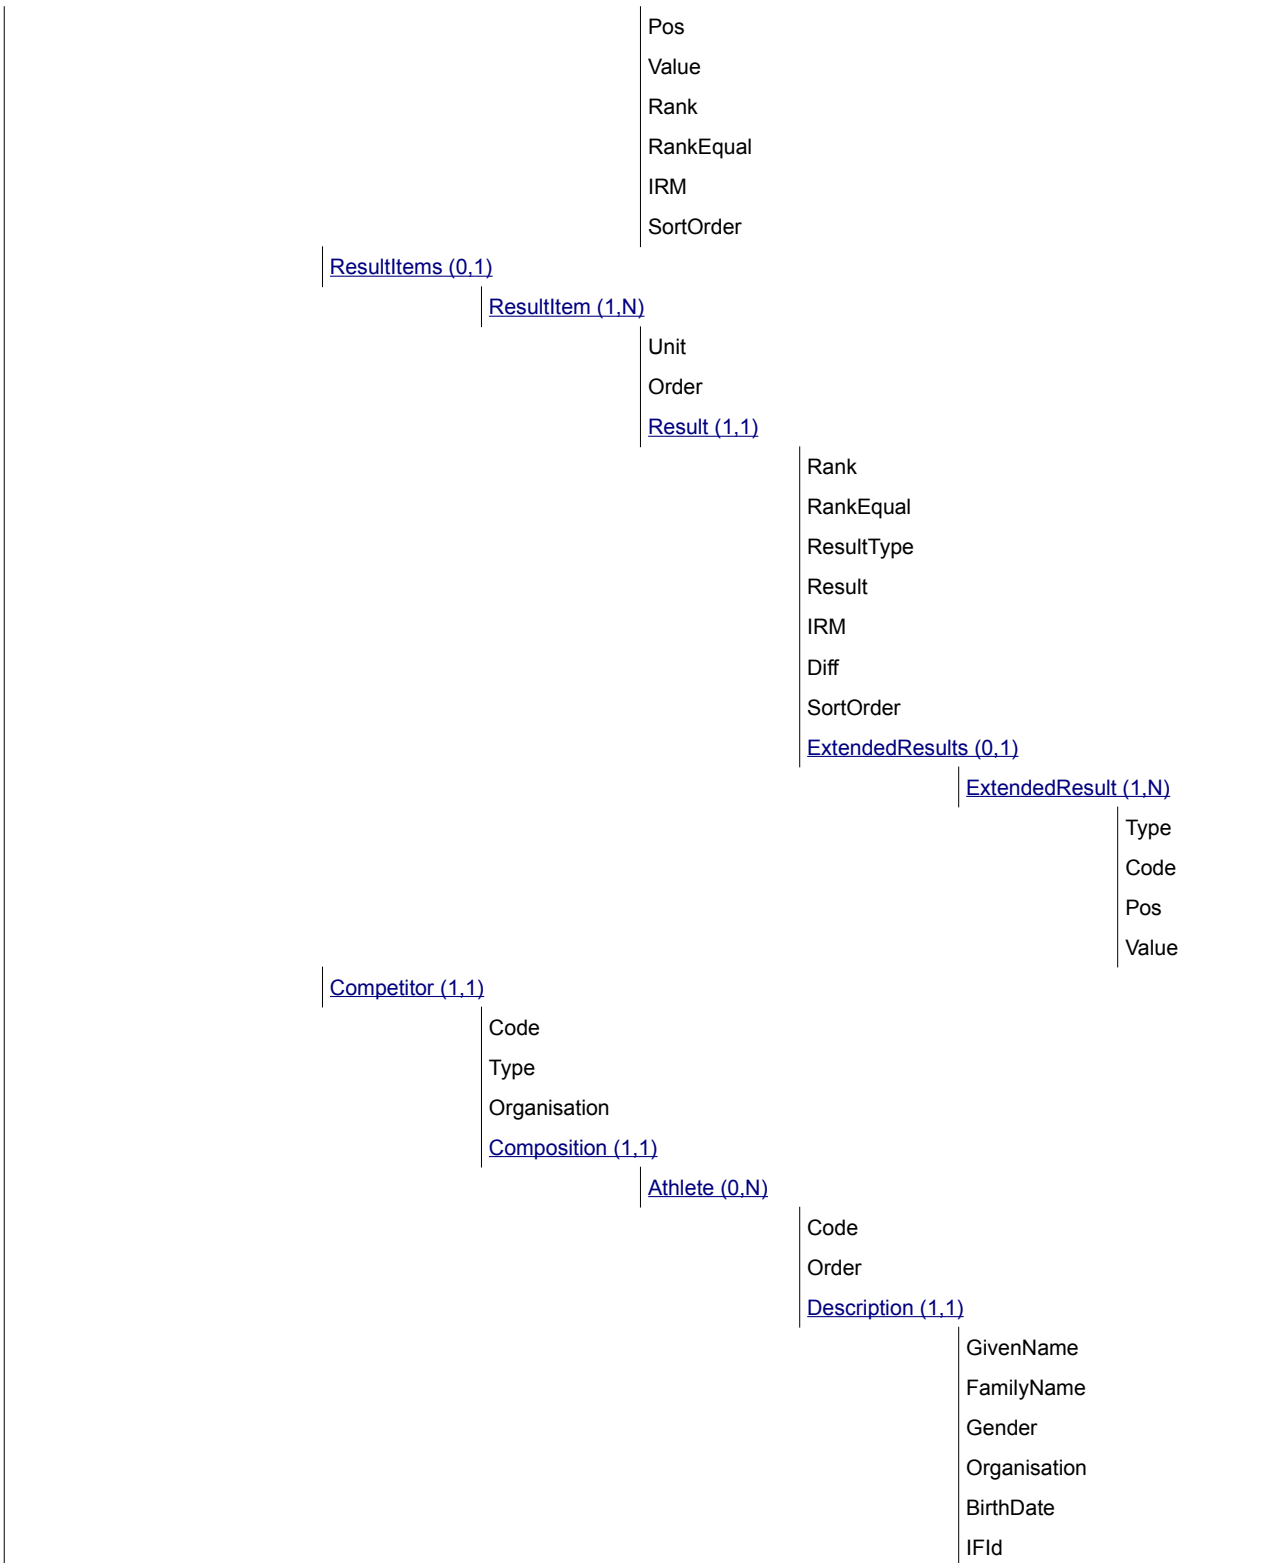 Pos
Value
Rank
RankEqual
IRM
SortOrder
ResultItems (0,1)
ResultItem (1,N)
Unit
Order
Result (1,1)
Rank
RankEqual
ResultType
Result
IRM
Diff
SortOrder
ExtendedResults (0,1)
ExtendedResult (1,N)
Type
Code
Pos
Value
Competitor (1,1)
Code
Type
Organisation
Composition (1,1)
Athlete (0,N)
Code
Order
Description (1,1)
GivenName
FamilyName
Gender
Organisation
BirthDate
IFId